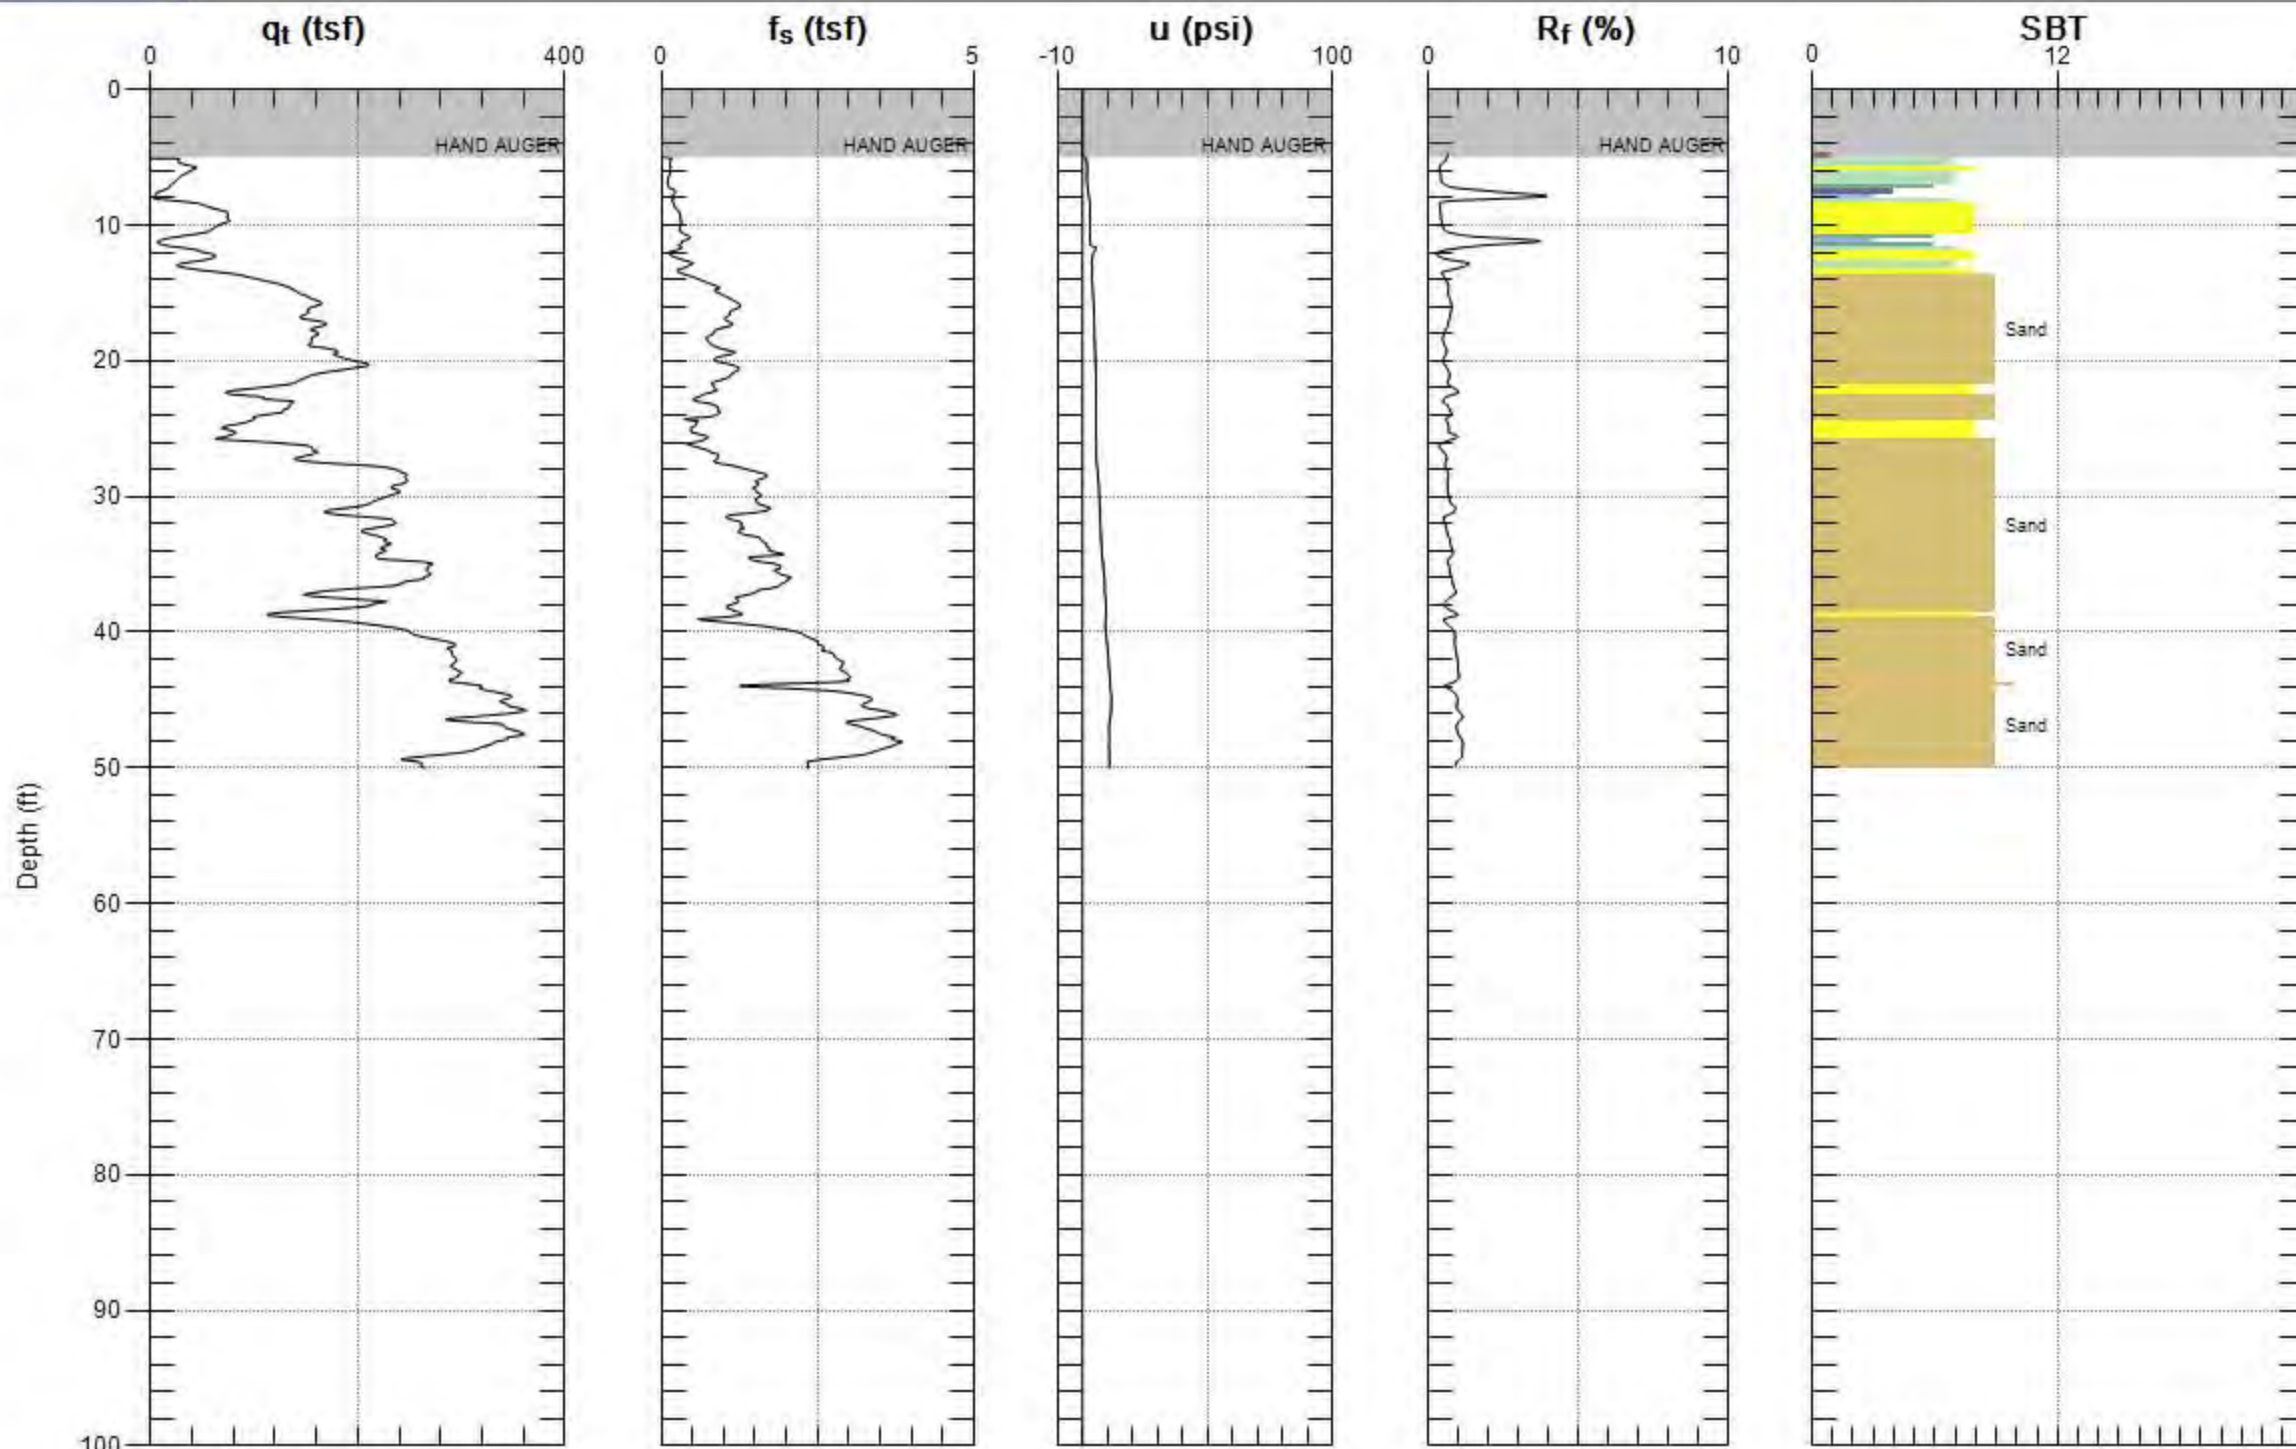 qt (tsf) fs (tsf) u (psi) Rf (%) SBT
0 400 0 5 -10 100 0 10 0 12
0
HAND AUGER HAND AUGER HAND AUGER HAND AUGER
10
Sand
20
30
Sand
40
Sand
Sand
50
Depth (ft)
60
70
80
90
100